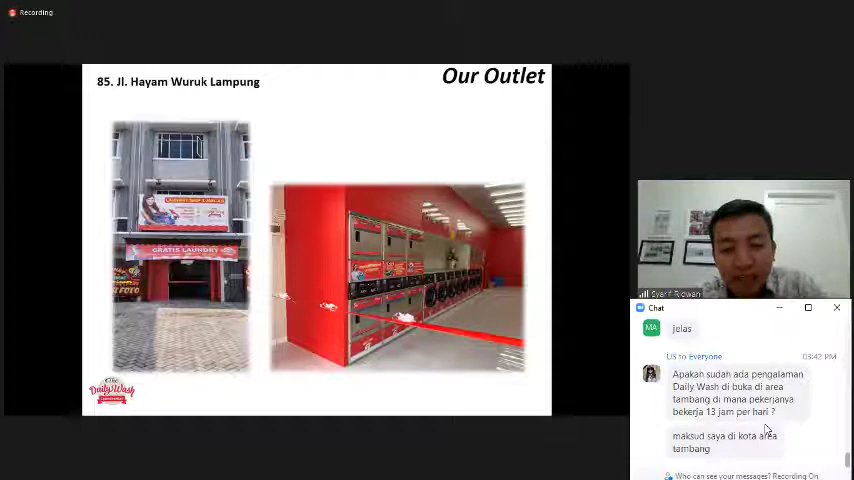 Recording
Our Outlet
85. Jl. Hayam Wuruk Lampung
GRATIS LAUNDRY
FOTO
The
Daily Wash
Syarif Ridwan
Chat
MA
jelas
US to Everyone
03:42 PM
Apakah sudah ada pengalaman
Daily Wash di buka di area
tambang di mana pekerjanya
bekerja 13 jam per hari ?
maksud saya di kota area
tambang
Who can see your messages? Recording On